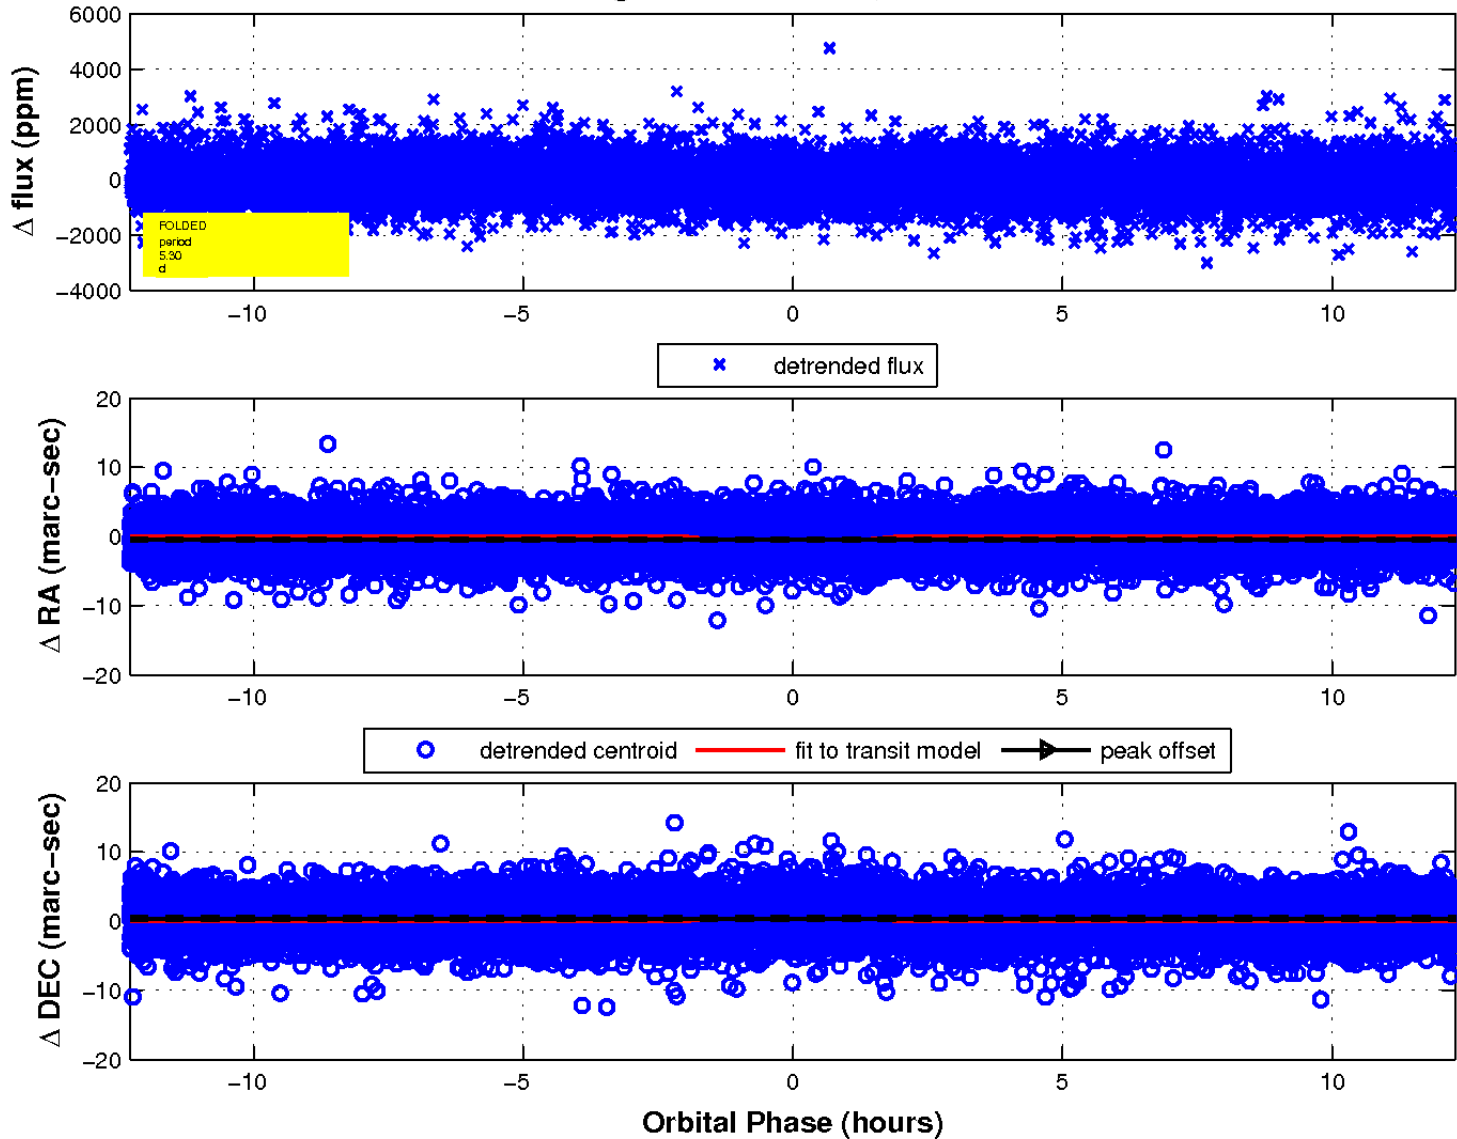 6000
4000
2000
0
−2000
−4000
Δ flux (ppm)
FOLDED
period
5.30
d
−10
−5
0
5
10
detrended flux
20
10
0
−10
−20
Δ RA (marc−sec)
−10
−5
0
5
10
detrended centroid
fit to transit model
peak offset
20
10
0
−10
−20
Δ DEC (marc−sec)
−10
−5
0
5
10
Orbital Phase (hours)